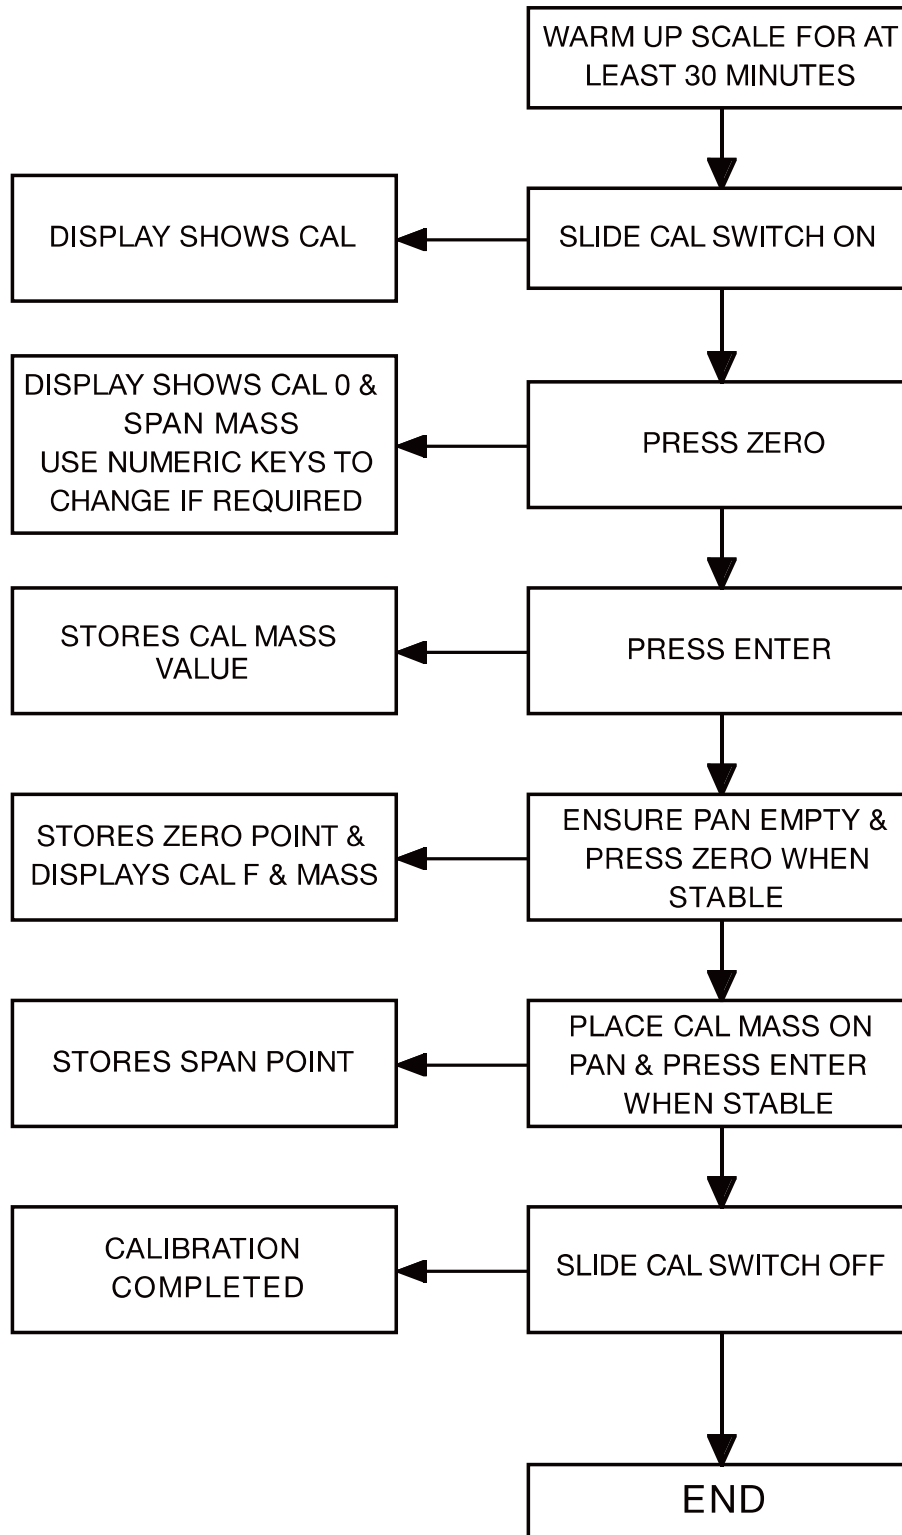 WARM UP SCALE FOR AT
LEAST 30 MINUTES
DISPLAY SHOWS CAL
SLIDE CAL SWITCH ON
DISPLAY SHOWS CAL 0 &
SPAN MASS
USE NUMERIC KEYS TO
CHANGE IF REQUIRED
PRESS ZERO
STORES CAL MASS
VALUE
PRESS ENTER
STORES ZERO POINT &
DISPLAYS CAL F & MASS
ENSURE PAN EMPTY &
PRESS ZERO WHEN
STABLE
STORES SPAN POINT
PLACE CAL MASS ON
PAN & PRESS ENTER
WHEN STABLE
CALIBRATION
COMPLETED
SLIDE CAL SWITCH OFF
END